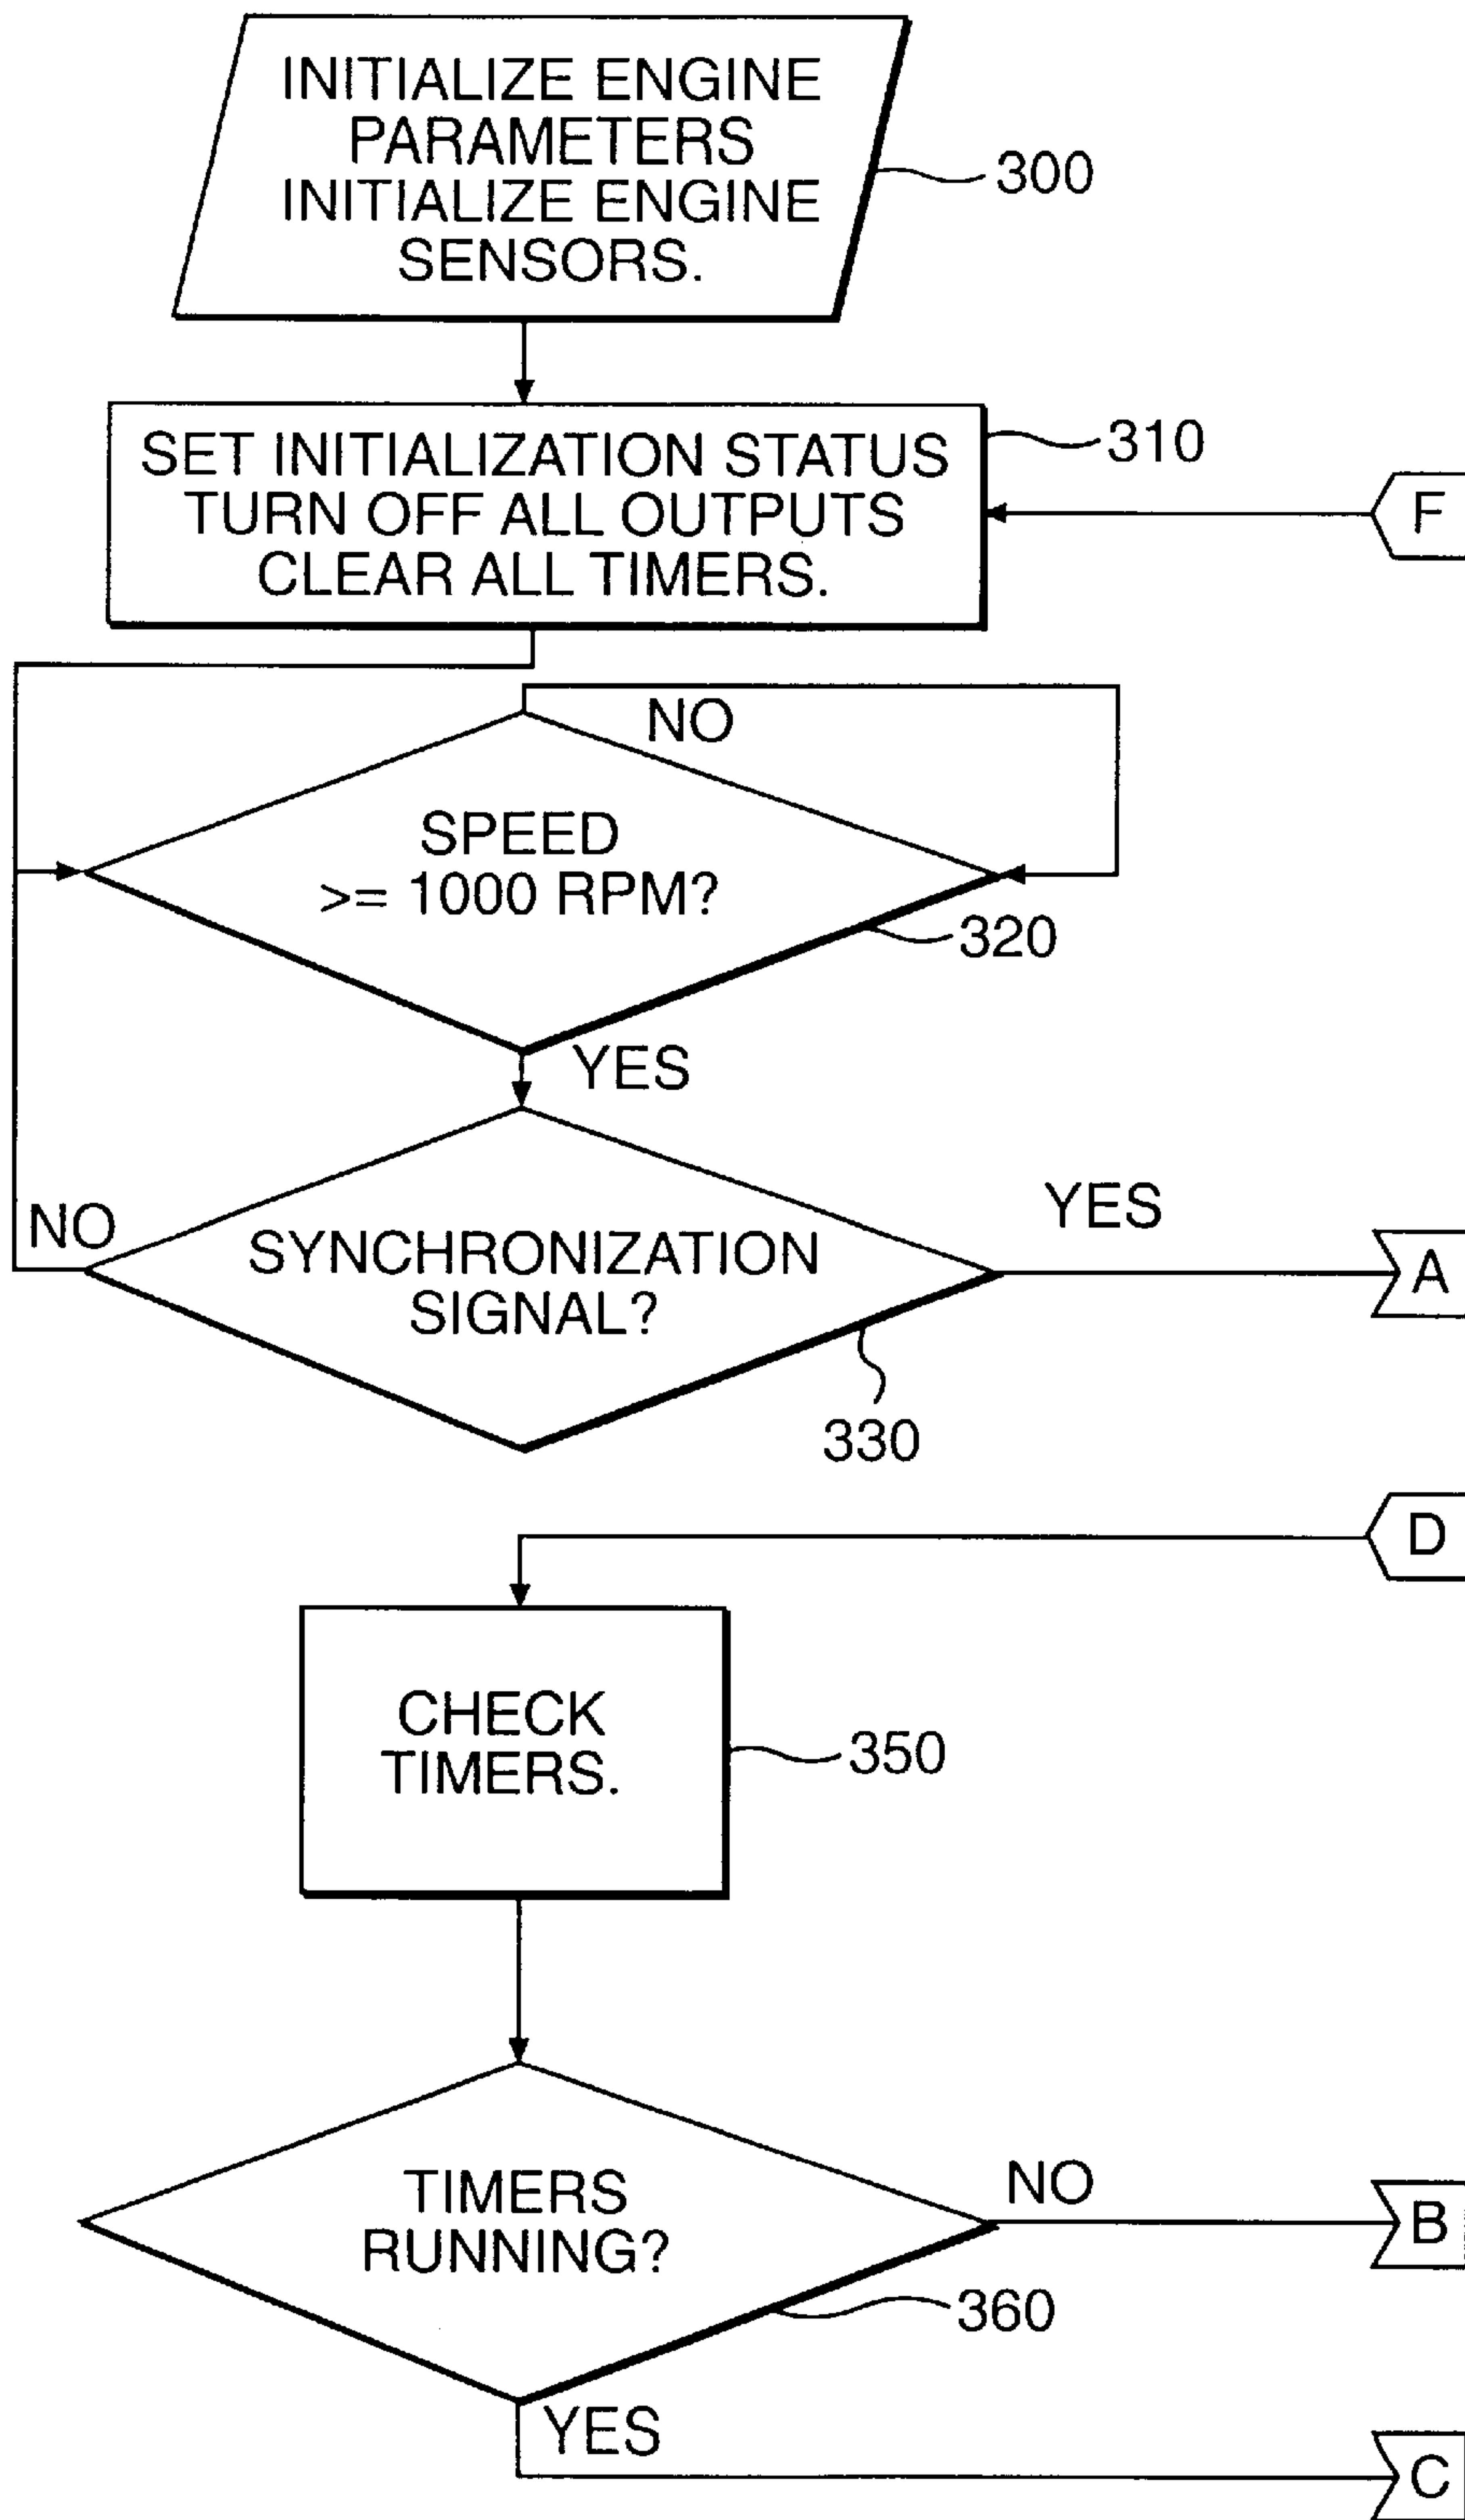 INITIALIZE ENGINE
PARAMETERS
INITIALIZE ENGINE
SENSORS.
300
SET INITIALIZATION STATUS
TURN OFF ALL OUTPUTS
CLEAR ALL TIMERS.
310
F
NO
SPEED
>= 1000 RPM?
320
YES
NO
SYNCHRONIZATION
SIGNAL?
YES
A
330
D
CHECK
TIMERS.
350
TIMERS
RUNNING?
NO
B
360
YES
C